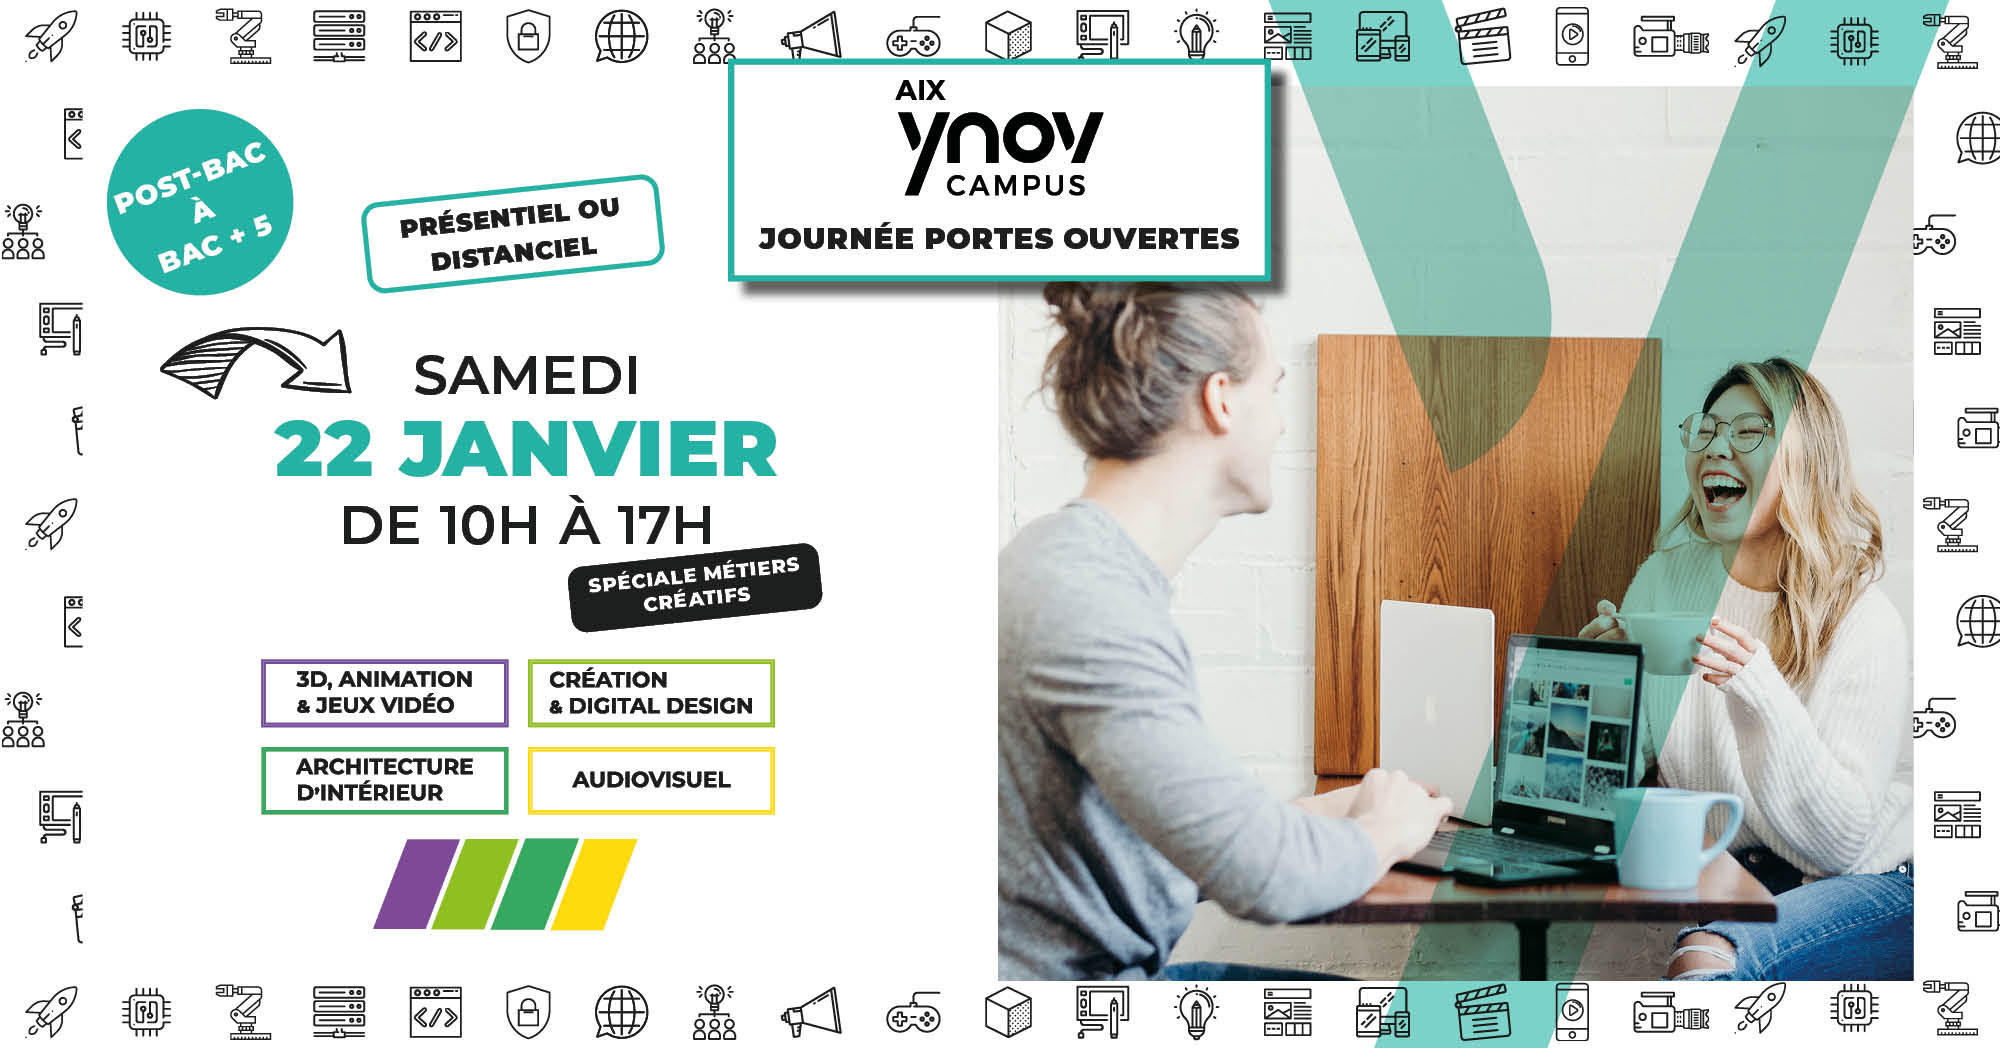 AIX
YNOV
CAMPUS
JOURNÉE PORTES OUVERTES
POST-BAC
À
BAC + 5
PRÉSENTIEL OU
DISTANCIEL
SAMEDI
22 JANVIER
DE 10H À 17H
SPÉCIALE MÉTIERS
CRÉATIFS
3D, ANIMATION
& JEUX VIDÉO
CRÉATION
& DIGITAL DESIGN
ARCHITECTURE
D'INTÉRIEUR
AUDIOVISUEL